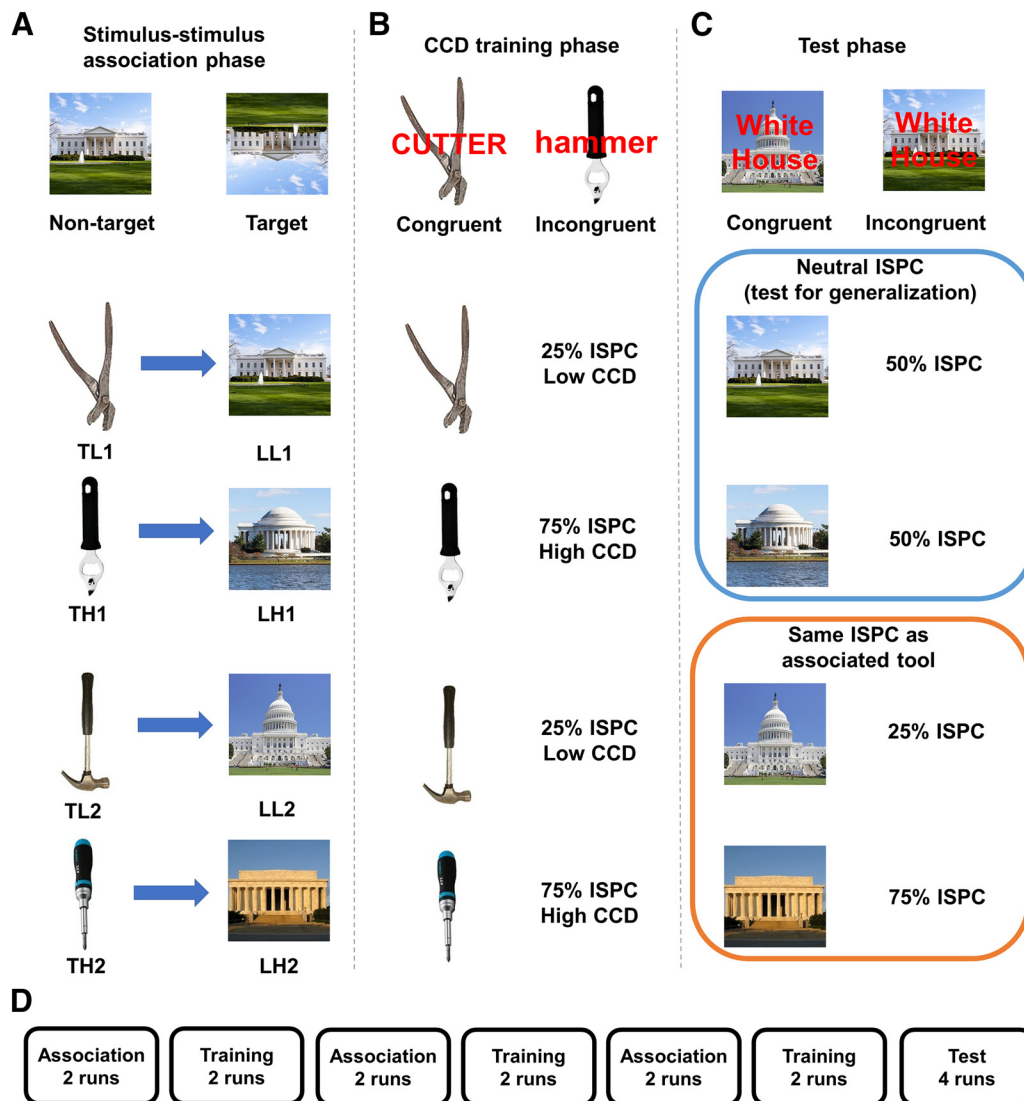 A
Stimulus-stimulus
association phase
Non-target
Target
TL1
LL1
TH1
LH1
TL2
LL2
TH2
LH2
B
CCD training phase
CUTTER
hammer
Congruent
Incongruent
25% ISPC
Low CCD
75% ISPC
High CCD
25% ISPC
Low CCD
75% ISPC
High CCD
C
Test phase
White
House
White
House
Congruent
Incongruent
Neutral ISPC
(test for generalization)
50% ISPC
50% ISPC
Same ISPC as
associated tool
25% ISPC
75% ISPC
D
Association
2 runs
Training
2 runs
Association
2 runs
Training
2 runs
Association
2 runs
Training
2 runs
Test
4 runs